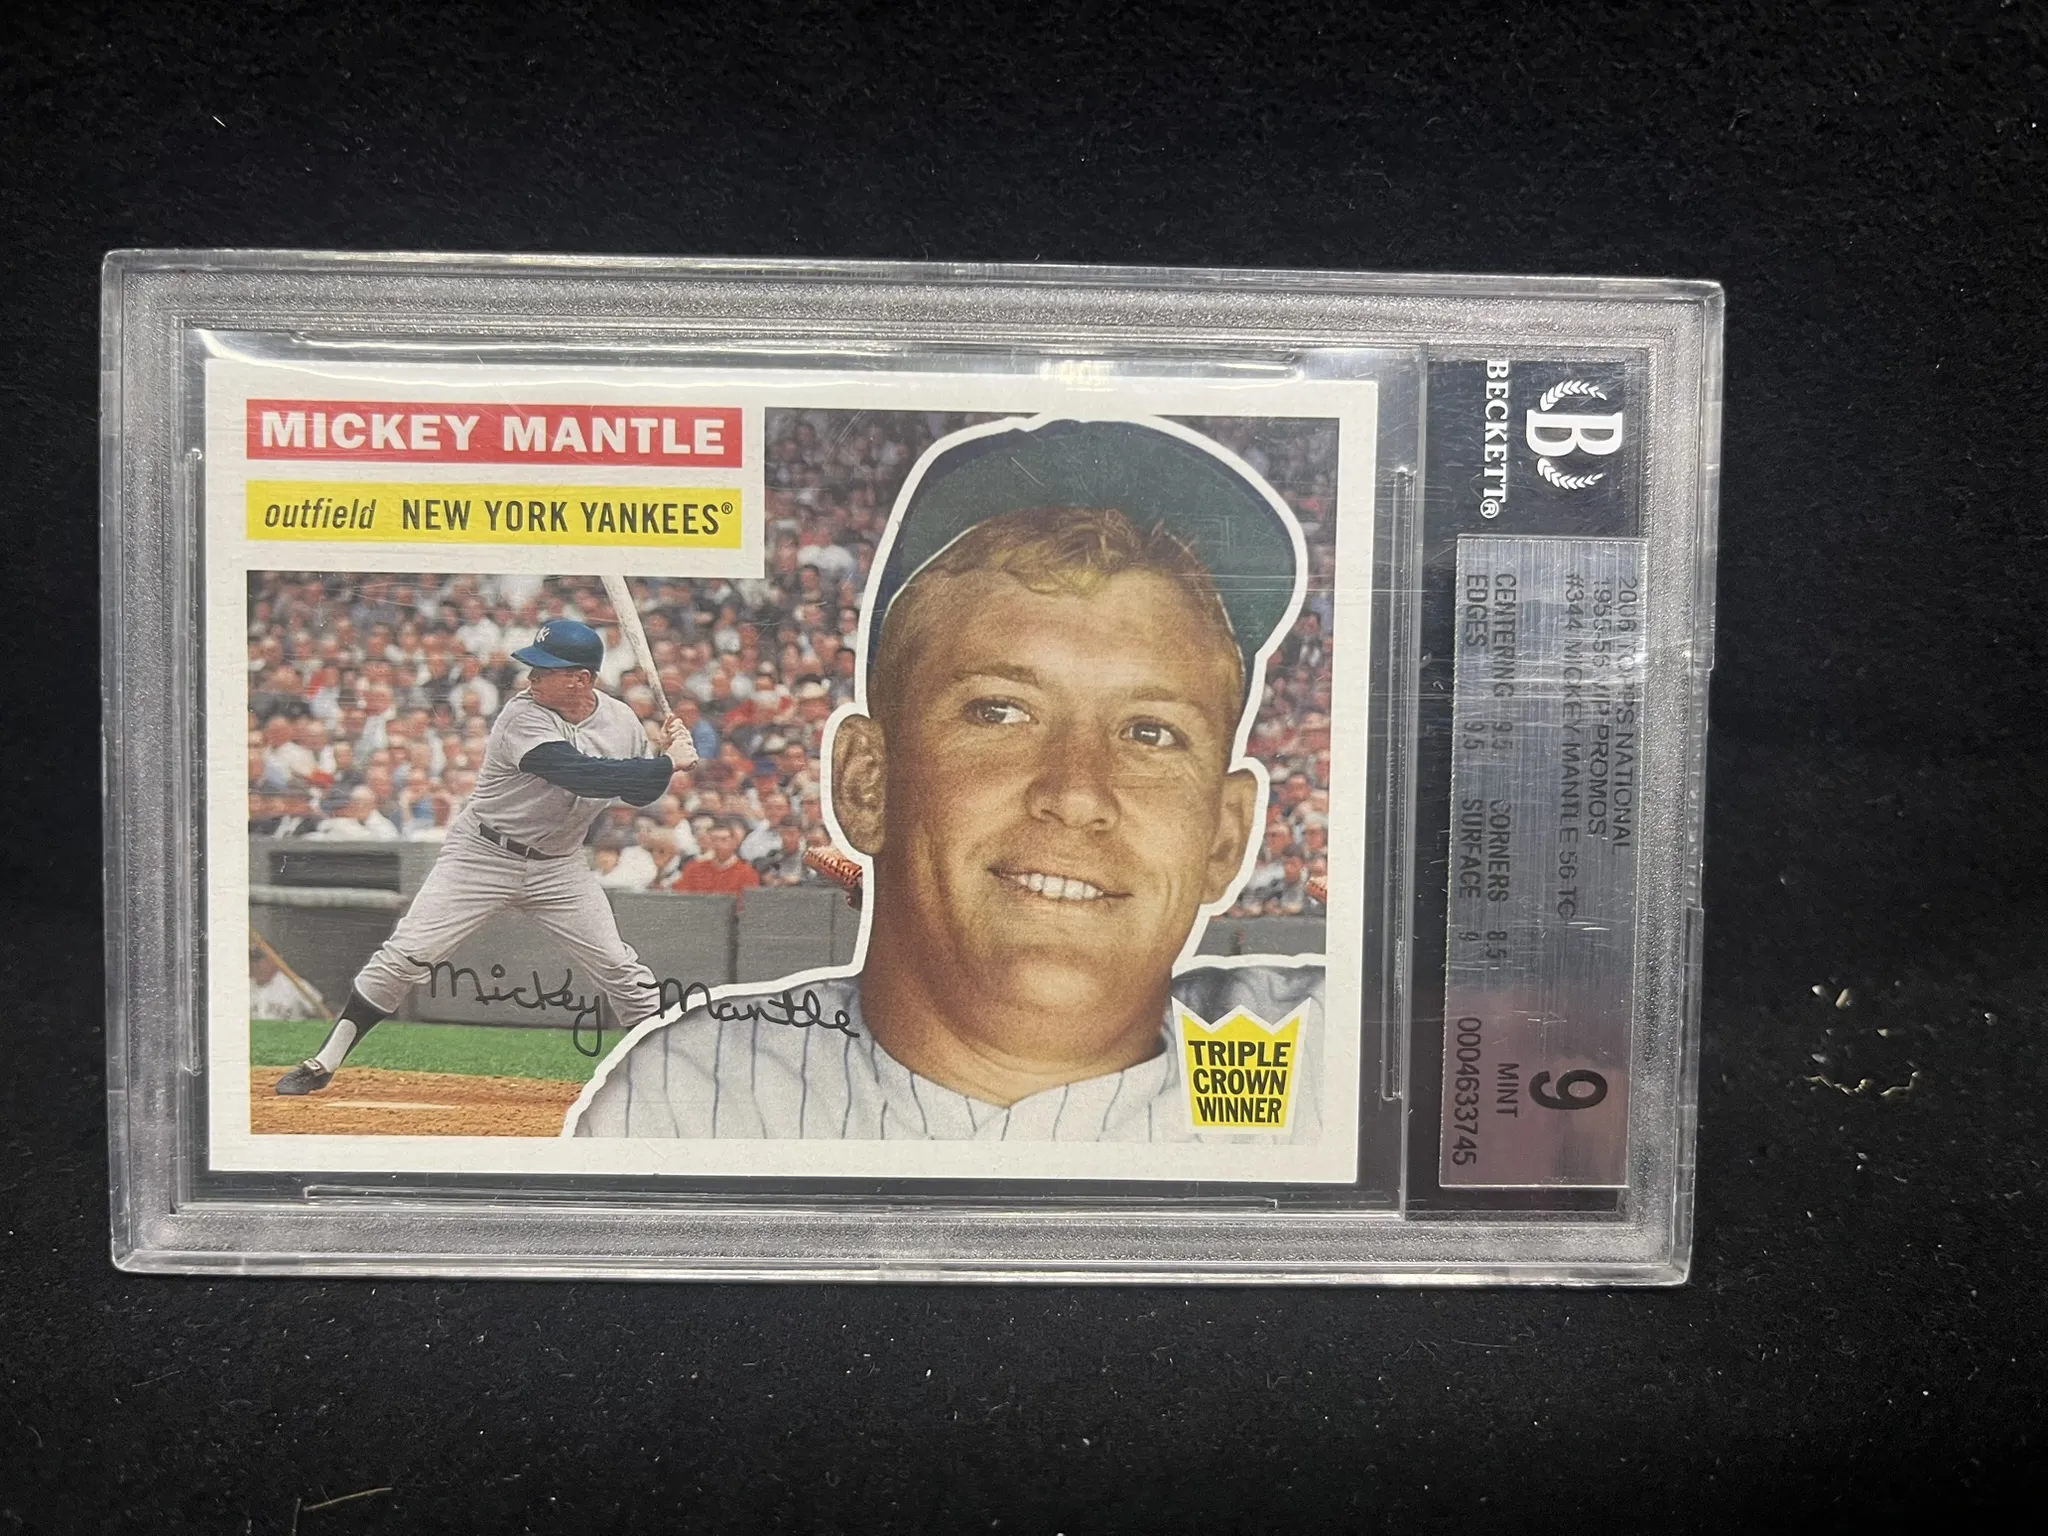 MICKEY MANTLE
outfield NEW YORK YANKEES®
NY
Mickey Mantle
TRIPLE
CROWN
WINNER
B
BECKETT®
2006 TOPPS NATIONAL
1955-56 VIP PROMOS
#344 MICKEY MANTLE 56 TC
CENTERING 9.5 CORNERS 8.5
EDGES 9.5 SURFACE 9
9
MINT
0004633745